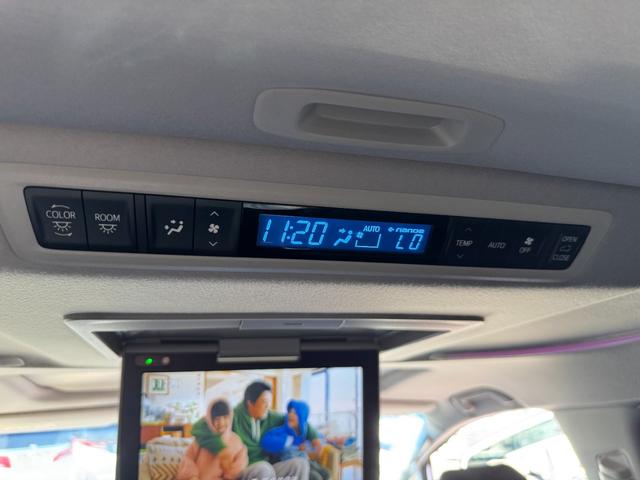 COLOR
ROOM
11:20
AUTO
nanoe
LO
TEMP
AUTO
OFF
OPEN
CLOSE